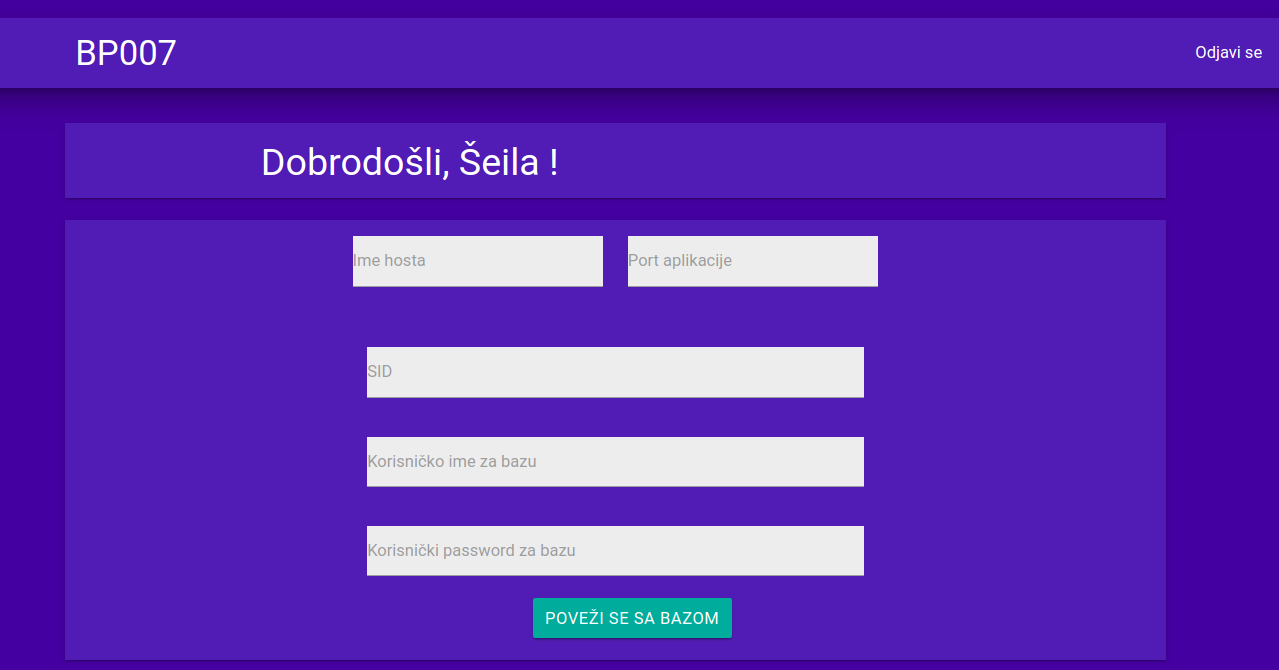 BP007
Odjavi se
Dobrodošli, Šeila !
Ime hosta
Port aplikacije
SID
Korisničko ime za bazu
Korisnički password za bazu
POVEŽI SE SA BAZOM